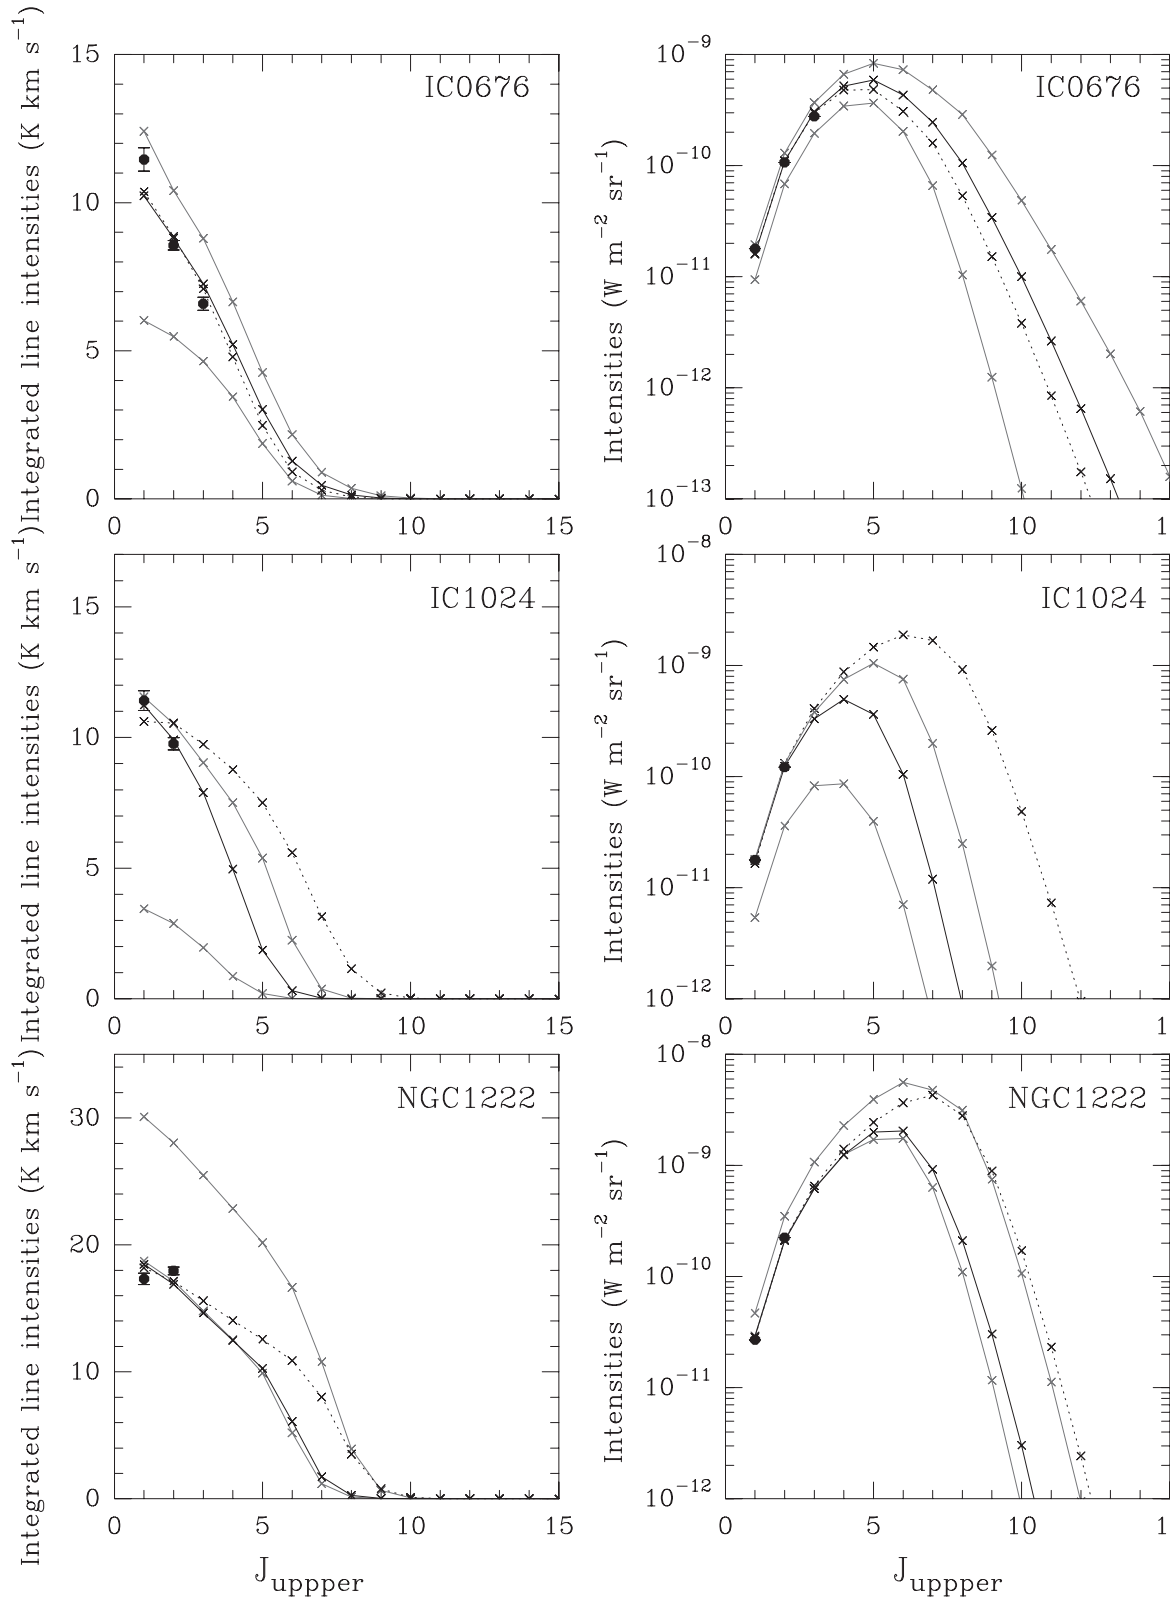 Integrated line intensities (K km s⁻¹)
15
10
5
0
IC0676
0 5 10 15
Intensities (W m⁻² sr⁻¹)
10⁻⁹
10⁻¹⁰
10⁻¹¹
10⁻¹²
10⁻¹³
IC0676
0 5 10 1
Integrated line intensities (K km s⁻¹)
15
10
5
0
IC1024
0 5 10 15
Intensities (W m⁻² sr⁻¹)
10⁻⁸
10⁻⁹
10⁻¹⁰
10⁻¹¹
10⁻¹²
IC1024
0 5 10 1
Integrated line intensities (K km s⁻¹)
30
20
10
0
NGC1222
0 5 10 15
J_uppper
Intensities (W m⁻² sr⁻¹)
10⁻⁸
10⁻⁹
10⁻¹⁰
10⁻¹¹
10⁻¹²
NGC1222
0 5 10 1
J_uppper